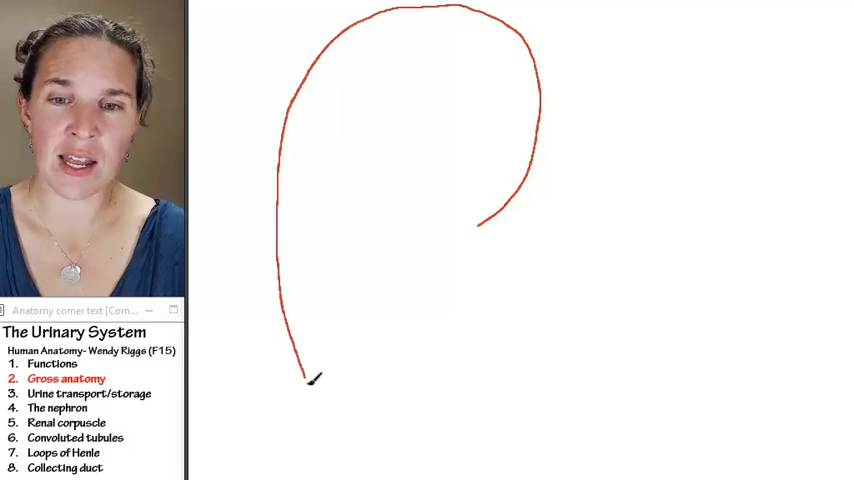 Anatomy corner text [Com...
The Urinary System
Human Anatomy- Wendy Riggs (F15)
1. Functions
2. Gross anatomy
3. Urine transport/storage
4. The nephron
5. Renal corpuscle
6. Convoluted tubules
7. Loops of Henle
8. Collecting duct